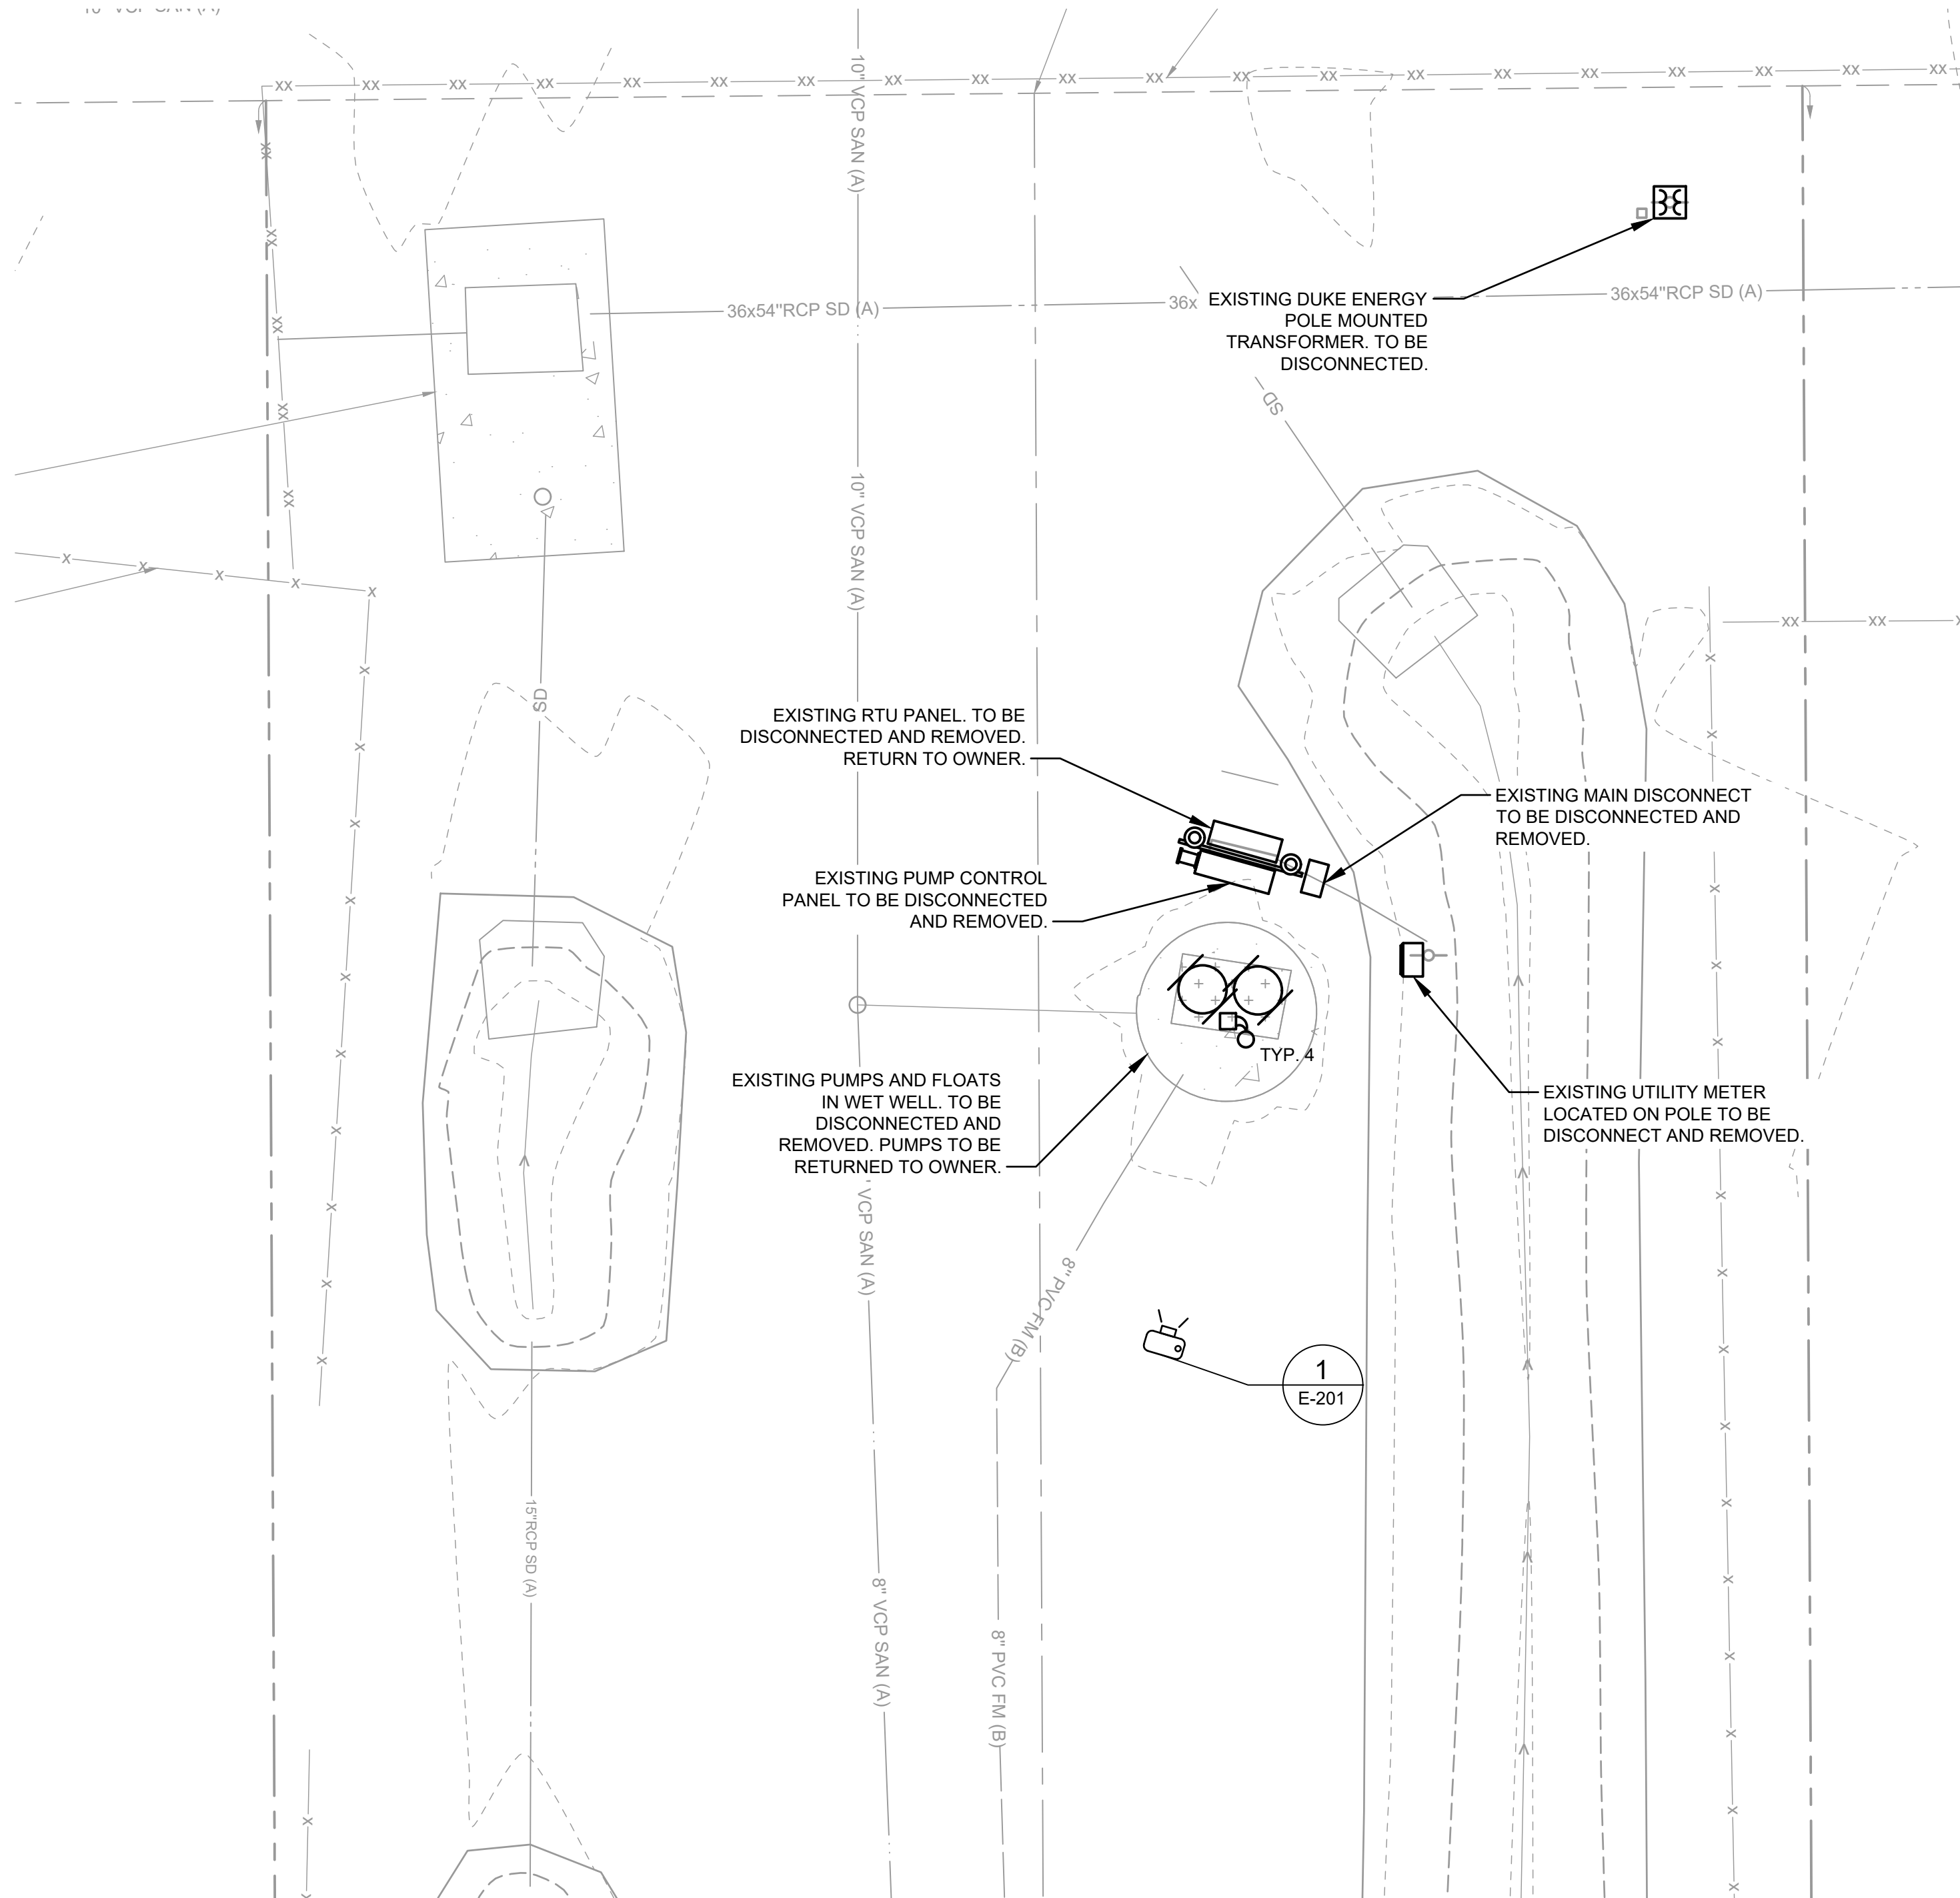 10" VCP SAN (A)
36x54"RCP SD (A)
36x
36x54"RCP SD (A)
EXISTING DUKE ENERGY
POLE MOUNTED
TRANSFORMER. TO BE
DISCONNECTED.
SD
10" VCP SAN (A)
SD
EXISTING RTU PANEL. TO BE
DISCONNECTED AND REMOVED.
RETURN TO OWNER.
EXISTING MAIN DISCONNECT
TO BE DISCONNECTED AND
REMOVED.
EXISTING PUMP CONTROL
PANEL TO BE DISCONNECTED
AND REMOVED.
TYP. 4
EXISTING PUMPS AND FLOATS
IN WET WELL. TO BE
DISCONNECTED AND
REMOVED. PUMPS TO BE
RETURNED TO OWNER.
EXISTING UTILITY METER
LOCATED ON POLE TO BE
DISCONNECT AND REMOVED.
" VCP SAN (A)
8" PVC FM (B)
1
E-201
15"RCP SD (A)
8" VCP SAN (A)
8" PVC FM (B)